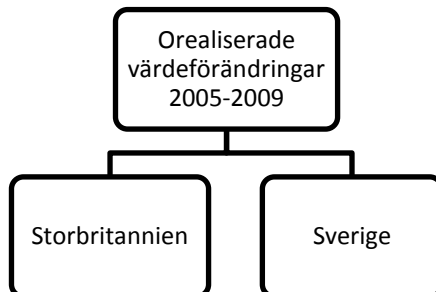 Orealiserade
värdeförändringar
2005-2009
Storbritannien
Sverige